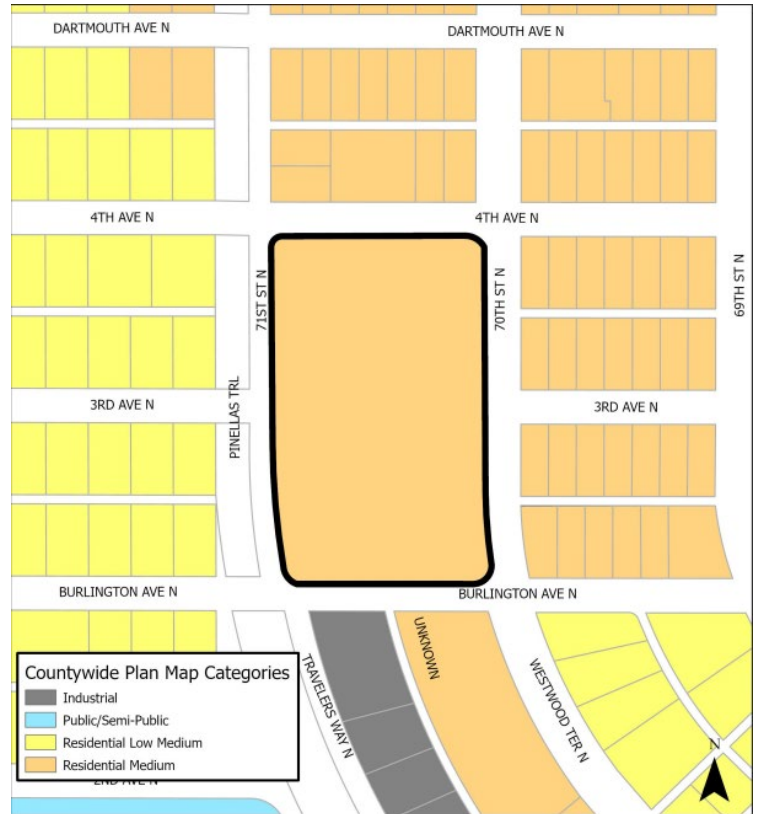 DARTMOUTH AVE N
DARTMOUTH AVE N
4TH AVE N
4TH AVE N
71ST ST N
70TH ST N
69TH ST N
PINELLAS TRL
3RD AVE N
3RD AVE N
BURLINGTON AVE N
BURLINGTON AVE N
UNKNOWN
TRAVELERS WAY N
WESTWOOD TER N
Countywide Plan Map Categories
Industrial
Public/Semi-Public
Residential Low Medium
Residential Medium
N
2ND AVE N